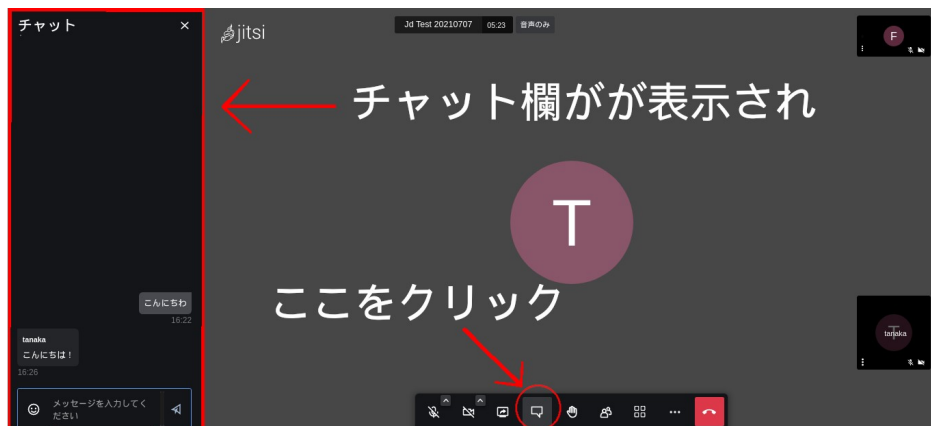 チャット
jitsi
Jd Test 20210707 05:23 音声のみ
F
チャット欄がが表示され
T
ここをクリック
こんにちわ
16:22
tanaka
こんにちは！
16:26
メッセージを入力してく
ださい
T
tanaka